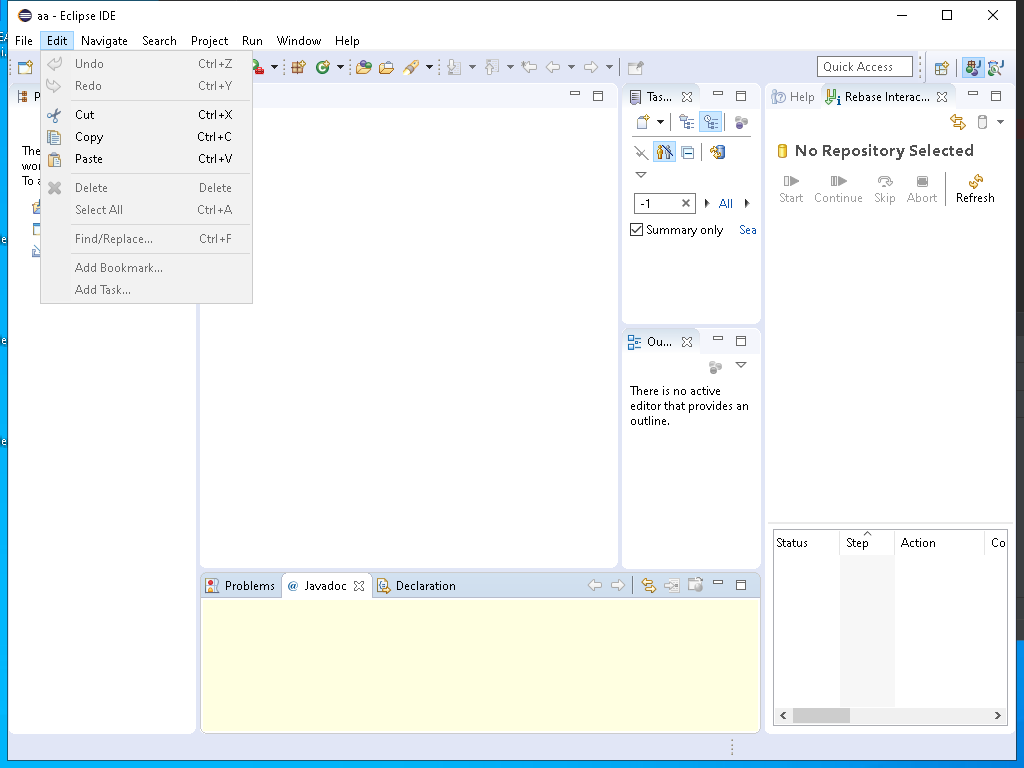 aa - Eclipse IDE
File Edit Navigate Search Project Run Window Help
Undo Ctrl+Z
Redo Ctrl+Y
Cut Ctrl+X
Copy Ctrl+C
Paste Ctrl+V
Delete Delete
Select All Ctrl+A
Find/Replace... Ctrl+F
Add Bookmark...
Add Task...
Quick Access
P
The
wor
To a
Tas...
-1 All
Summary only Sea
Ou...
There is no active
editor that provides an
outline.
Help Rebase Interac...
No Repository Selected
Start Continue Skip Abort Refresh
Status Step Action Co
Problems @ Javadoc Declaration